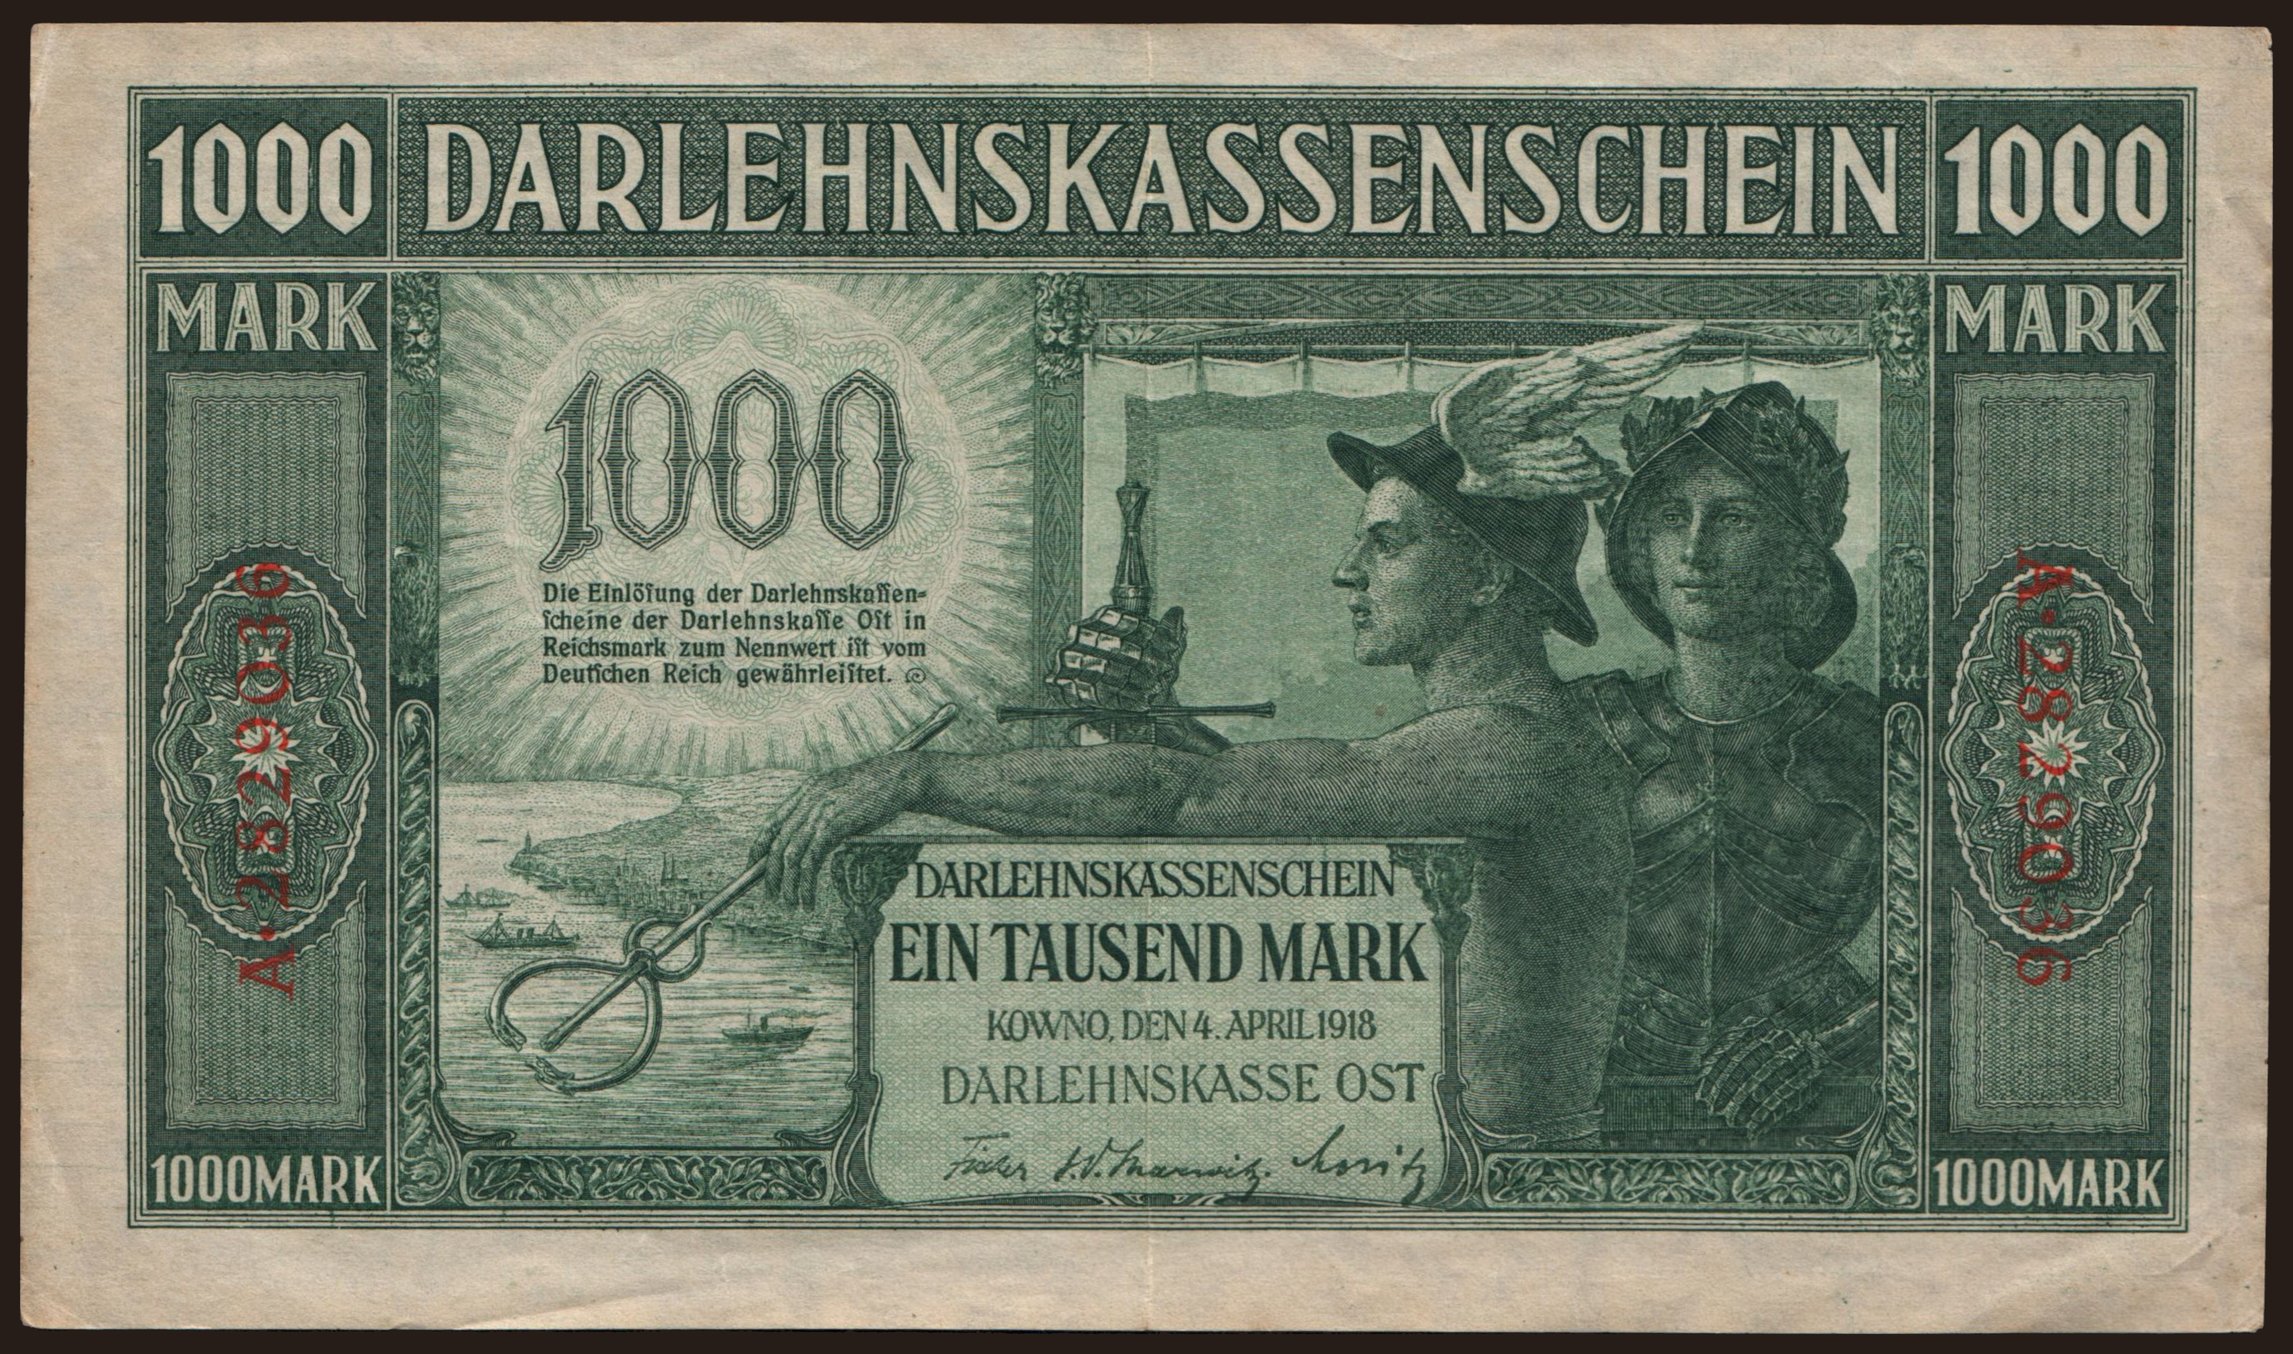 1000 DARLEHNSKASSENSCHEIN 1000
MARK
MARK
1000
Die Einlöſung der Darlehnskaſſen-
ſcheine der Darlehnskaſſe Oſt in
Reichsmark zum Nennwert iſt vom
Deutſchen Reich gewährleiſtet.
A·2829036
A·2829036
DARLEHNSKASSENSCHEIN
EIN TAUSEND MARK
KOWNO, DEN 4. APRIL 1918
DARLEHNSKASSE OST
1000MARK
1000MARK